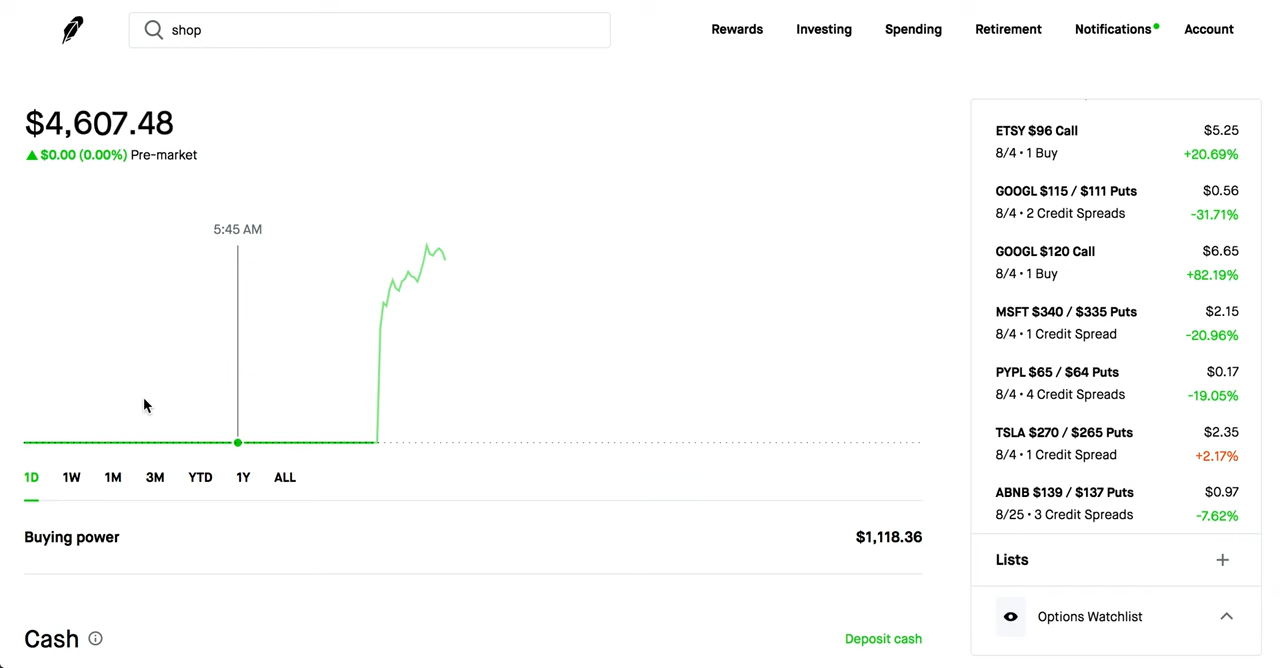 shop
Rewards
Investing
Spending
Retirement
Notifications
Account
$4,607.48
▲$0.00 (0.00%) Pre-market
5:45 AM
1D 1W 1M 3M YTD 1Y ALL
Buying power $1,118.36
Cash
Deposit cash
ETSY $96 Call $5.25
8/4 • 1 Buy +20.69%
GOOGL $115 / $111 Puts $0.56
8/4 • 2 Credit Spreads -31.71%
GOOGL $120 Call $6.65
8/4 • 1 Buy +82.19%
MSFT $340 / $335 Puts $2.15
8/4 • 1 Credit Spread -20.96%
PYPL $65 / $64 Puts $0.17
8/4 • 4 Credit Spreads -19.05%
TSLA $270 / $265 Puts $2.35
8/4 • 1 Credit Spread +2.17%
ABNB $139 / $137 Puts $0.97
8/25 • 3 Credit Spreads -7.62%
Lists +
Options Watchlist